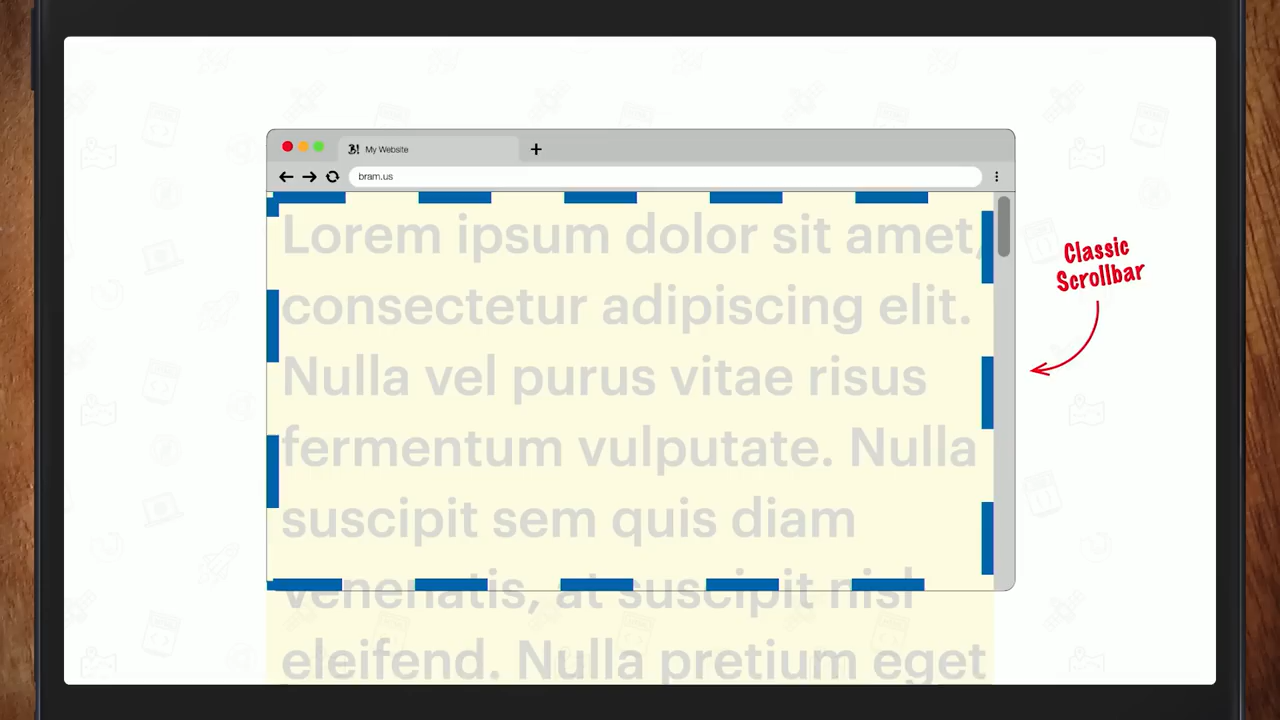 B! My Website
bram.us
Lorem ipsum dolor sit amet,
consectetur adipiscing elit.
Nulla vel purus vitae risus
fermentum vulputate. Nulla
suscipit sem quis diam
venenatis, at suscipit nisl
eleifend. Nulla pretium eget
Classic
Scrollbar